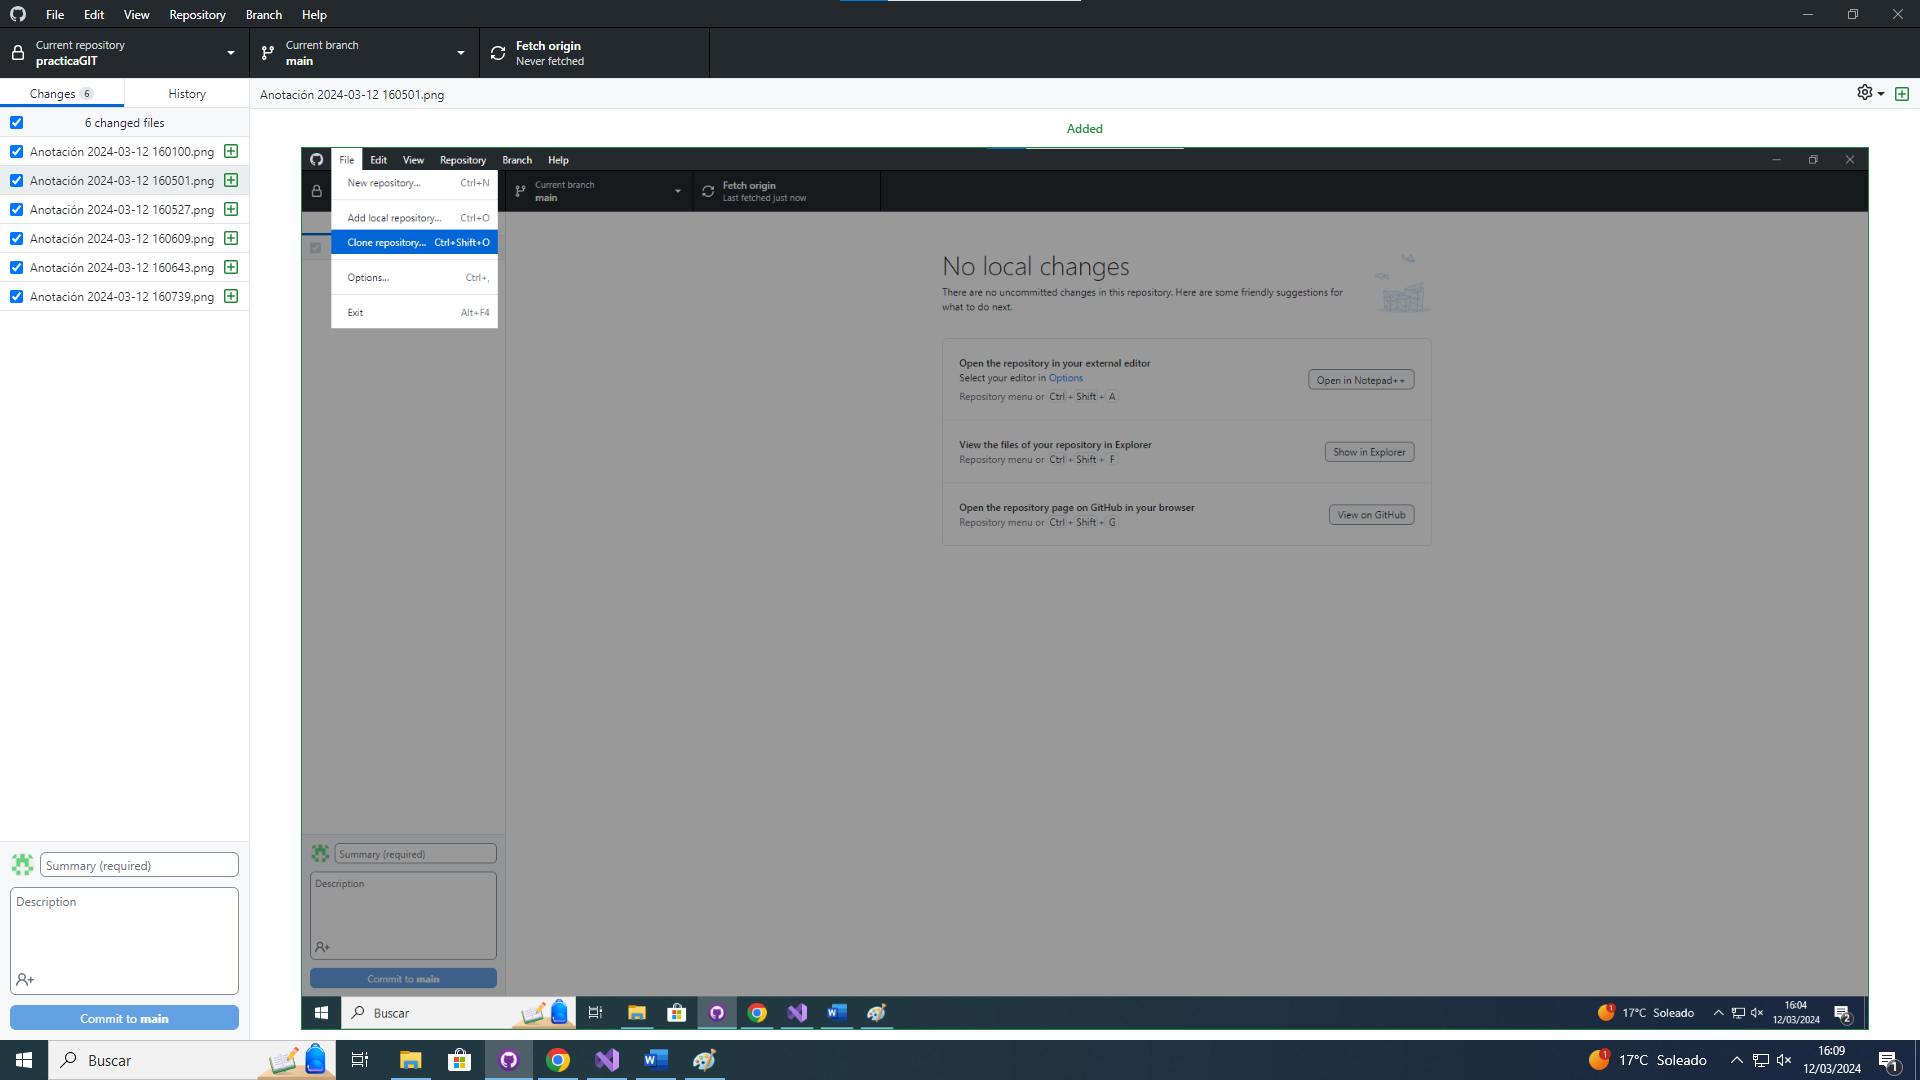 File Edit View Repository Branch Help
Current repository
practicaGIT
Current branch
main
Fetch origin
Never fetched
Changes 6
History
6 changed files
Anotación 2024-03-12 160100.png
Anotación 2024-03-12 160501.png
Anotación 2024-03-12 160527.png
Anotación 2024-03-12 160609.png
Anotación 2024-03-12 160643.png
Anotación 2024-03-12 160739.png
Summary (required)
Description
Commit to main
Anotación 2024-03-12 160501.png
Added
File Edit View Repository Branch Help
New repository... Ctrl+N
Add local repository... Ctrl+O
Clone repository... Ctrl+Shift+O
Options... Ctrl+,
Exit Alt+F4
Current branch
main
Fetch origin
Last fetched just now
No local changes
There are no uncommitted changes in this repository. Here are some friendly suggestions for
what to do next.
Open the repository in your external editor
Select your editor in Options
Repository menu or Ctrl + Shift + A
Open in Notepad++
View the files of your repository in Explorer
Repository menu or Ctrl + Shift + F
Show in Explorer
Open the repository page on GitHub in your browser
Repository menu or Ctrl + Shift + G
View on GitHub
Summary (required)
Description
Commit to main
Buscar
1
17°C Soleado
16:04
12/03/2024
2
Buscar
1
17°C Soleado
16:09
12/03/2024
1